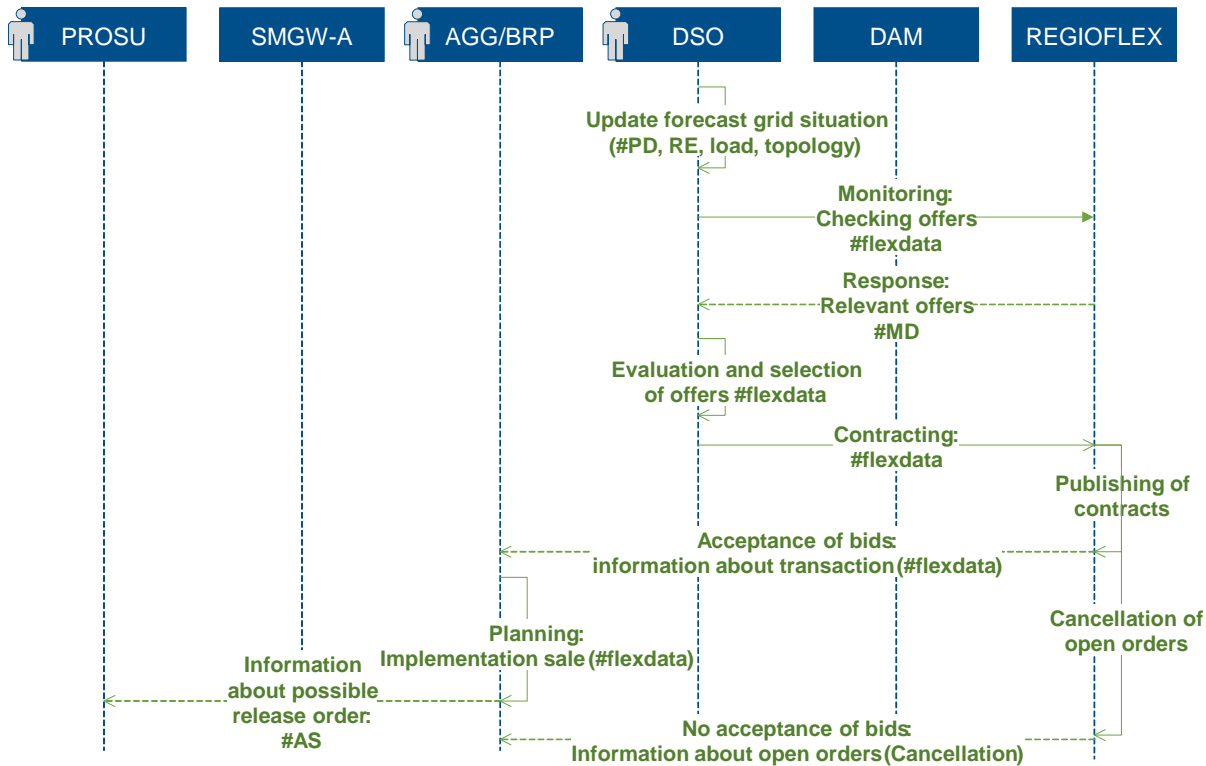 PROSU
SMGW-A
AGG/BRP
DSO
DAM
REGIOFLEX
Update forecast grid situation
(#PD, RE, load, topology)
Monitoring:
Checking offers
#flexdata
Response:
Relevant offers
#MD
Evaluation and selection
of offers #flexdata
Contracting:
#flexdata
Publishing of
contracts
Acceptance of bids:
information about transaction (#flexdata)
Cancellation of
open orders
Planning:
Implementation sale (#flexdata)
Information
about possible
release order:
#AS
No acceptance of bids:
Information about open orders (Cancellation)